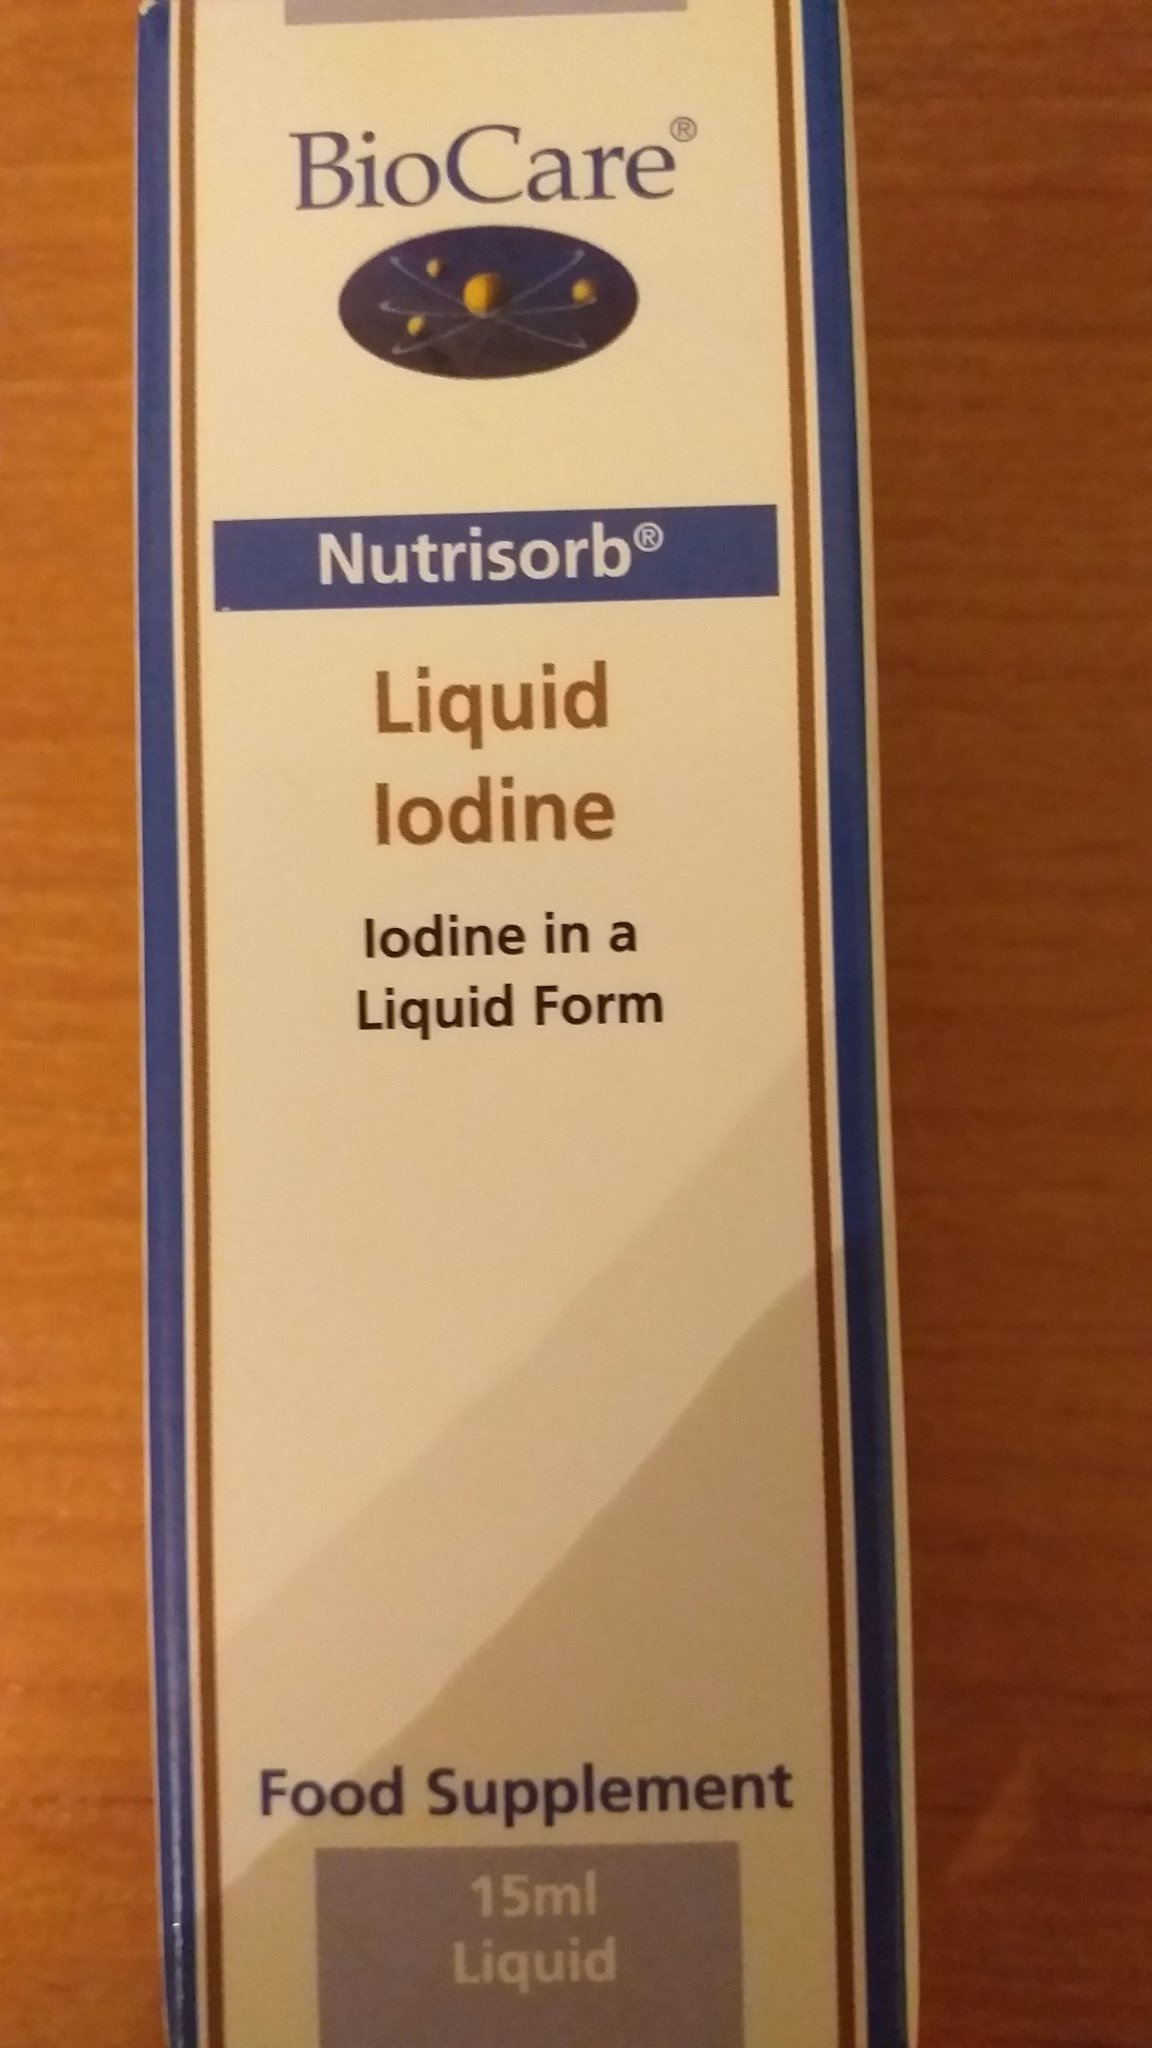 BioCare®
Nutrisorb®
Liquid
Iodine
Iodine in a
Liquid Form
Food Supplement
15ml
Liquid